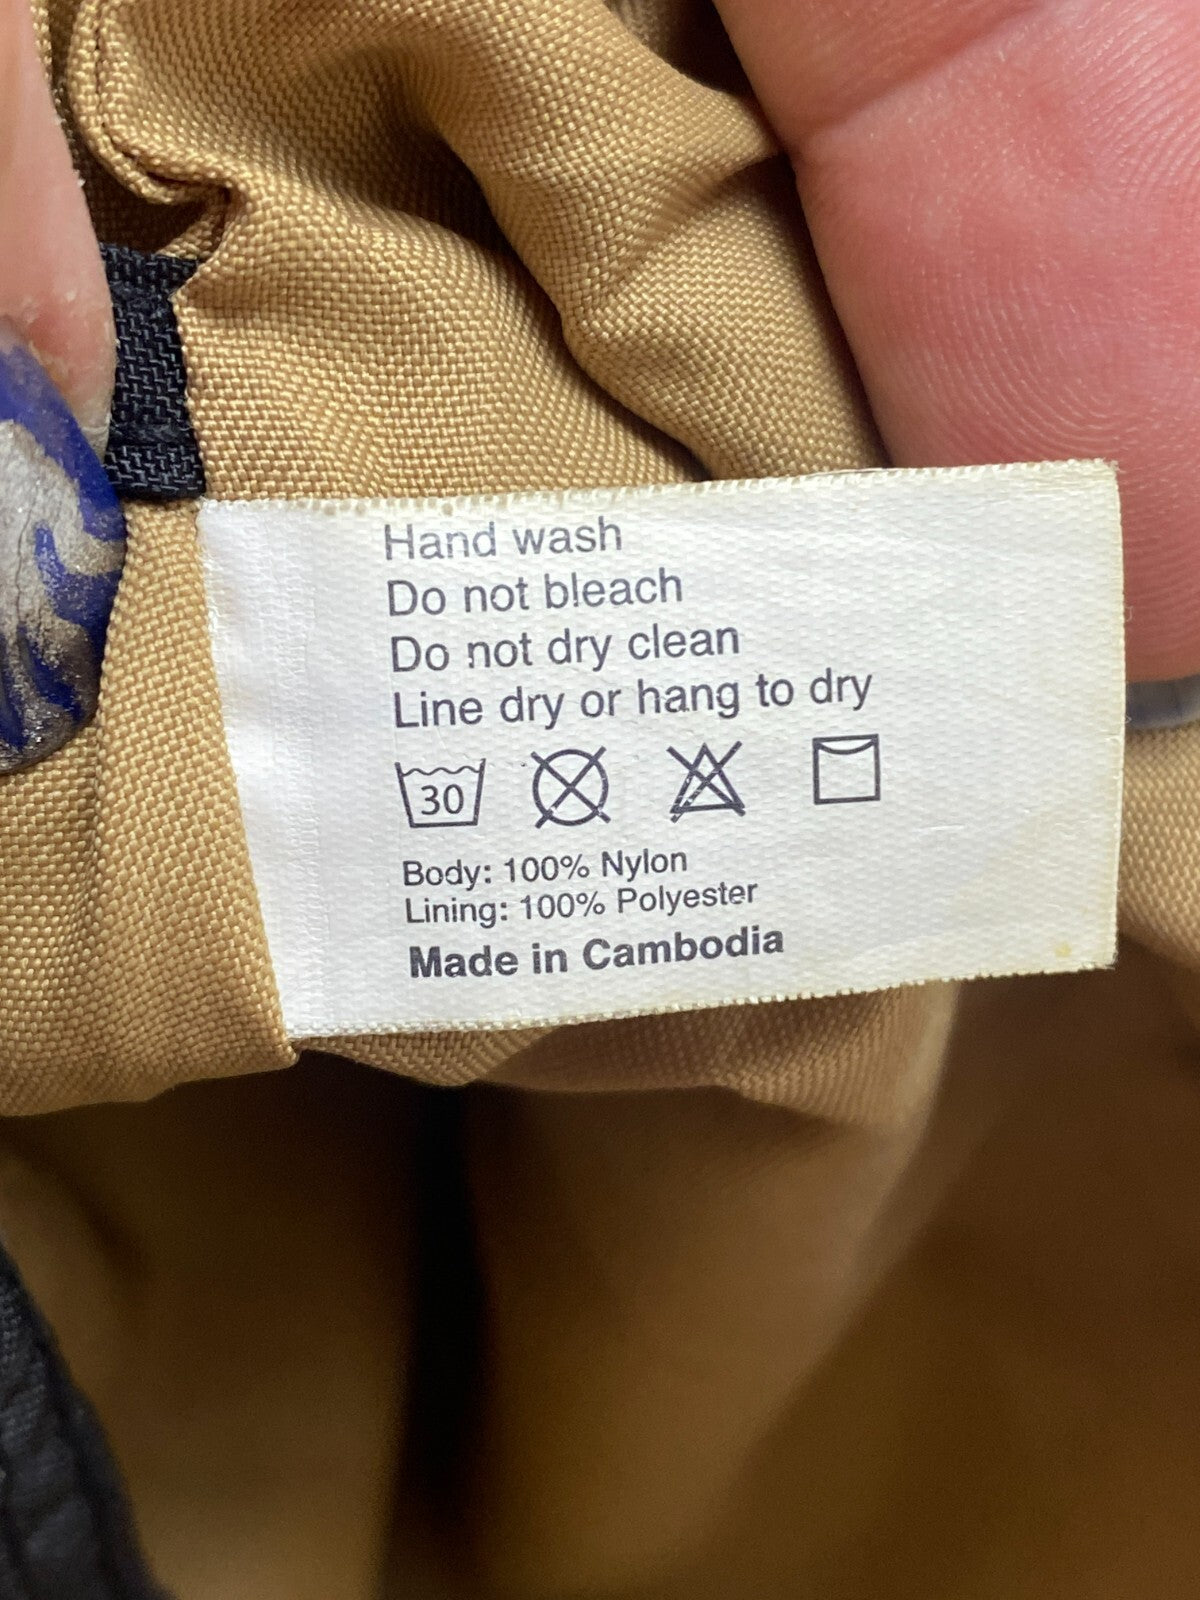 Hand wash
Do not bleach
Do not dry clean
Line dry or hang to dry
30
Body: 100% Nylon
Lining: 100% Polyester
Made in Cambodia